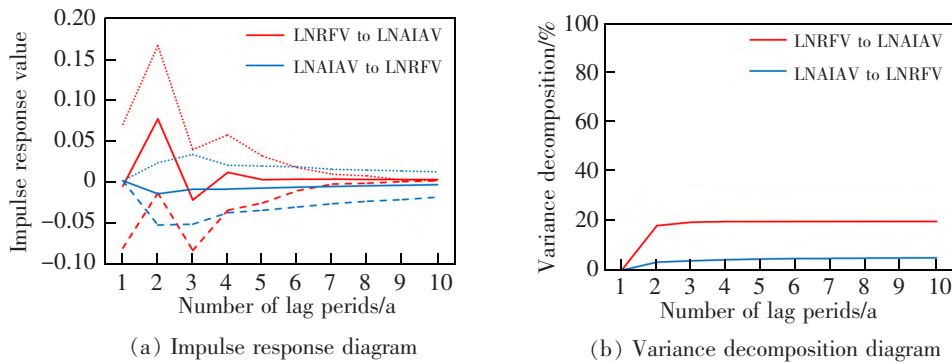 0.20
0.15
0.10
0.05
0
−0.05
−0.10
Impulse response value
LNRFV to LNAIAV
LNAIAV to LNRFV
1 2 3 4 5 6 7 8 9 10
Number of lag perids/a
(a) Impulse response diagram
100
80
60
40
20
0
Variance decomposition/%
LNRFV to LNAIAV
LNAIAV to LNRFV
1 2 3 4 5 6 7 8 9 10
Number of lag perids/a
(b) Variance decomposition diagram